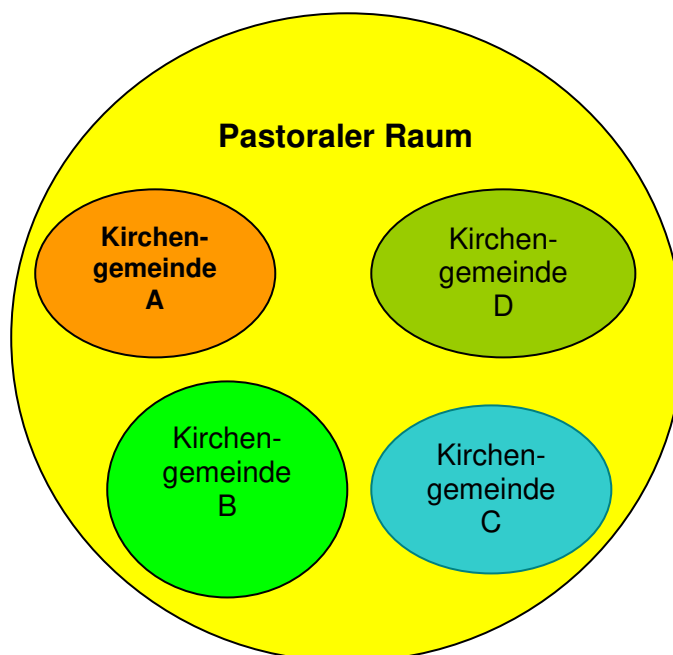 Pastoraler Raum
Kirchen-
gemeinde
A
Kirchen-
gemeinde
D
Kirchen-
gemeinde
B
Kirchen-
gemeinde
C